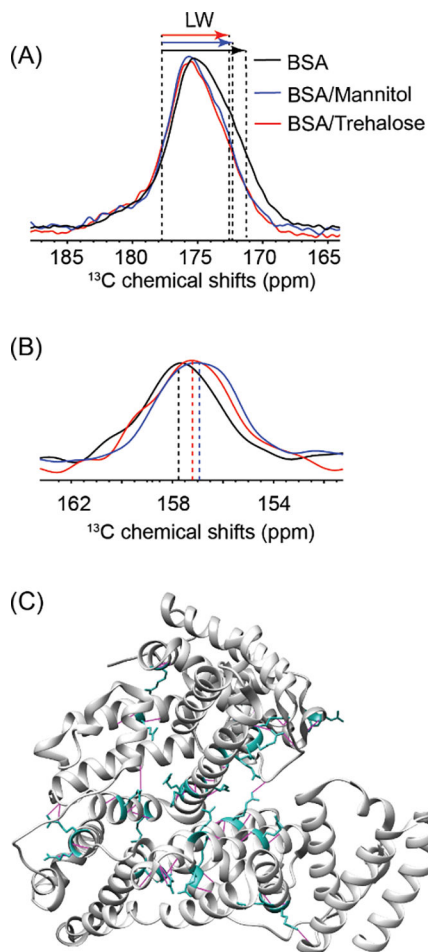 LW
(A)
BSA
BSA/Mannitol
BSA/Trehalose
185 180 175 170 165
¹³C chemical shifts (ppm)
(B)
162 158 154
¹³C chemical shifts (ppm)
(C)